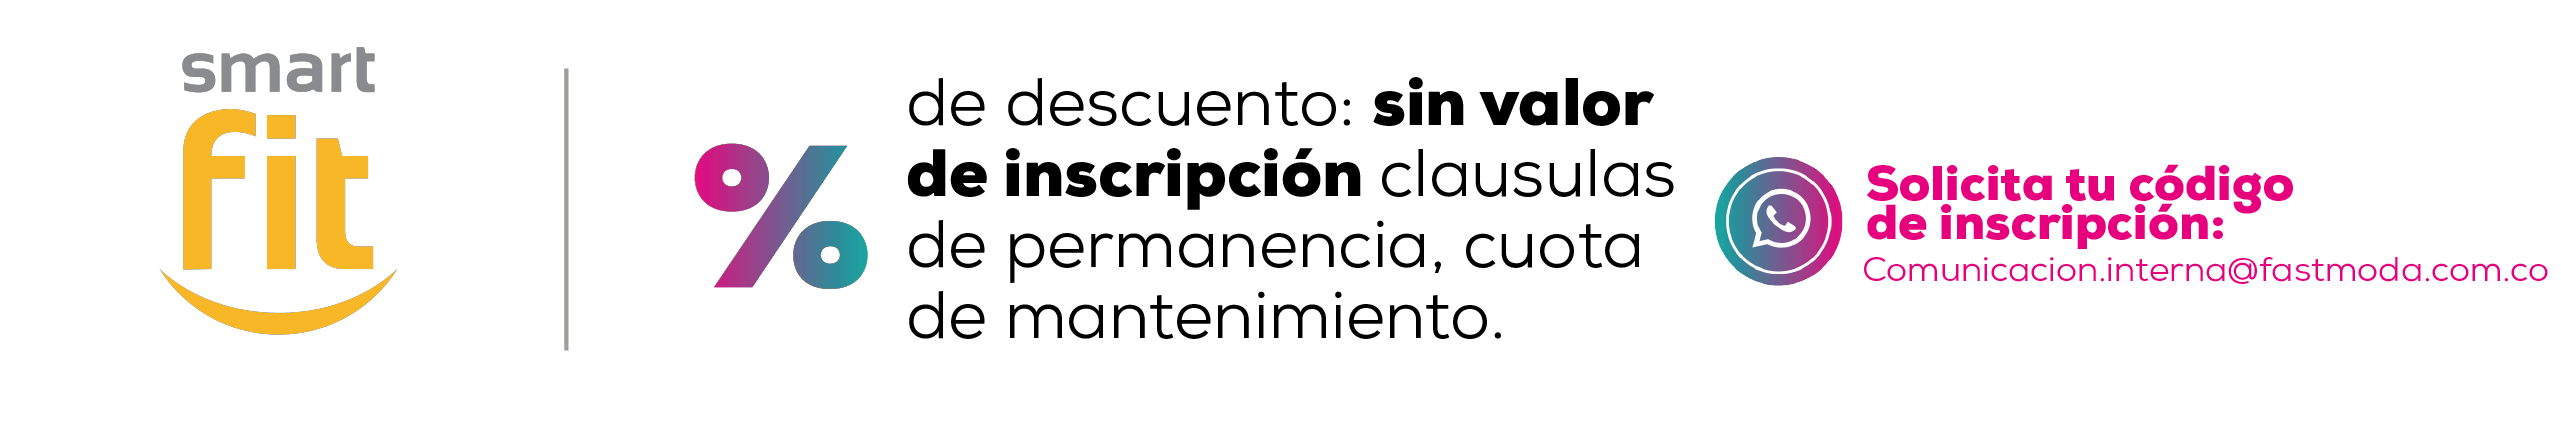 smart
fit
%
de descuento: sin valor
de inscripción clausulas
de permanencia, cuota
de mantenimiento.
Solicita tu código
de inscripción:
Comunicacion.interna@fastmoda.com.co